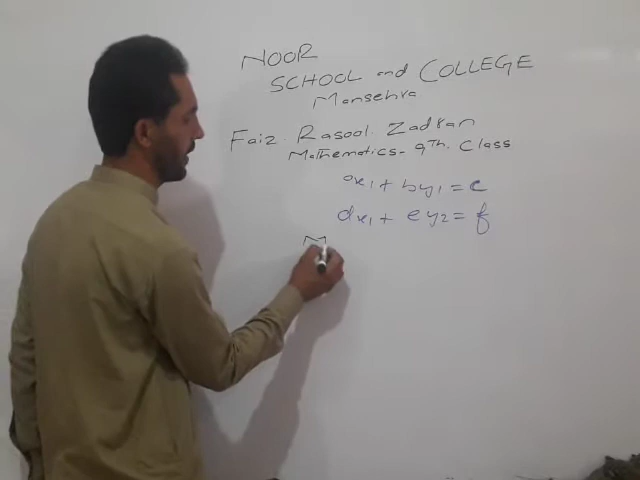 NOOR
SCHOOL and COLLEGE
Mansehra
Faiz Rasool Zadran
Mathematics- 9Th. Class
ax₁ + by₁ = c
dx₁ + ey₂ = f
M